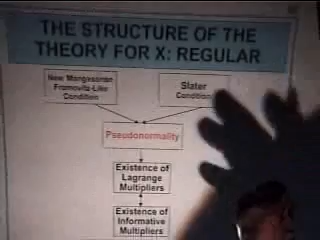 THE STRUCTURE OF THE
THEORY FOR X: REGULAR
New Mangasarian
Fromovitz-Like
Condition
Slater
Condition
Pseudonormality
Existence of
Lagrange
Multipliers
Existence of
Informative
Multipliers